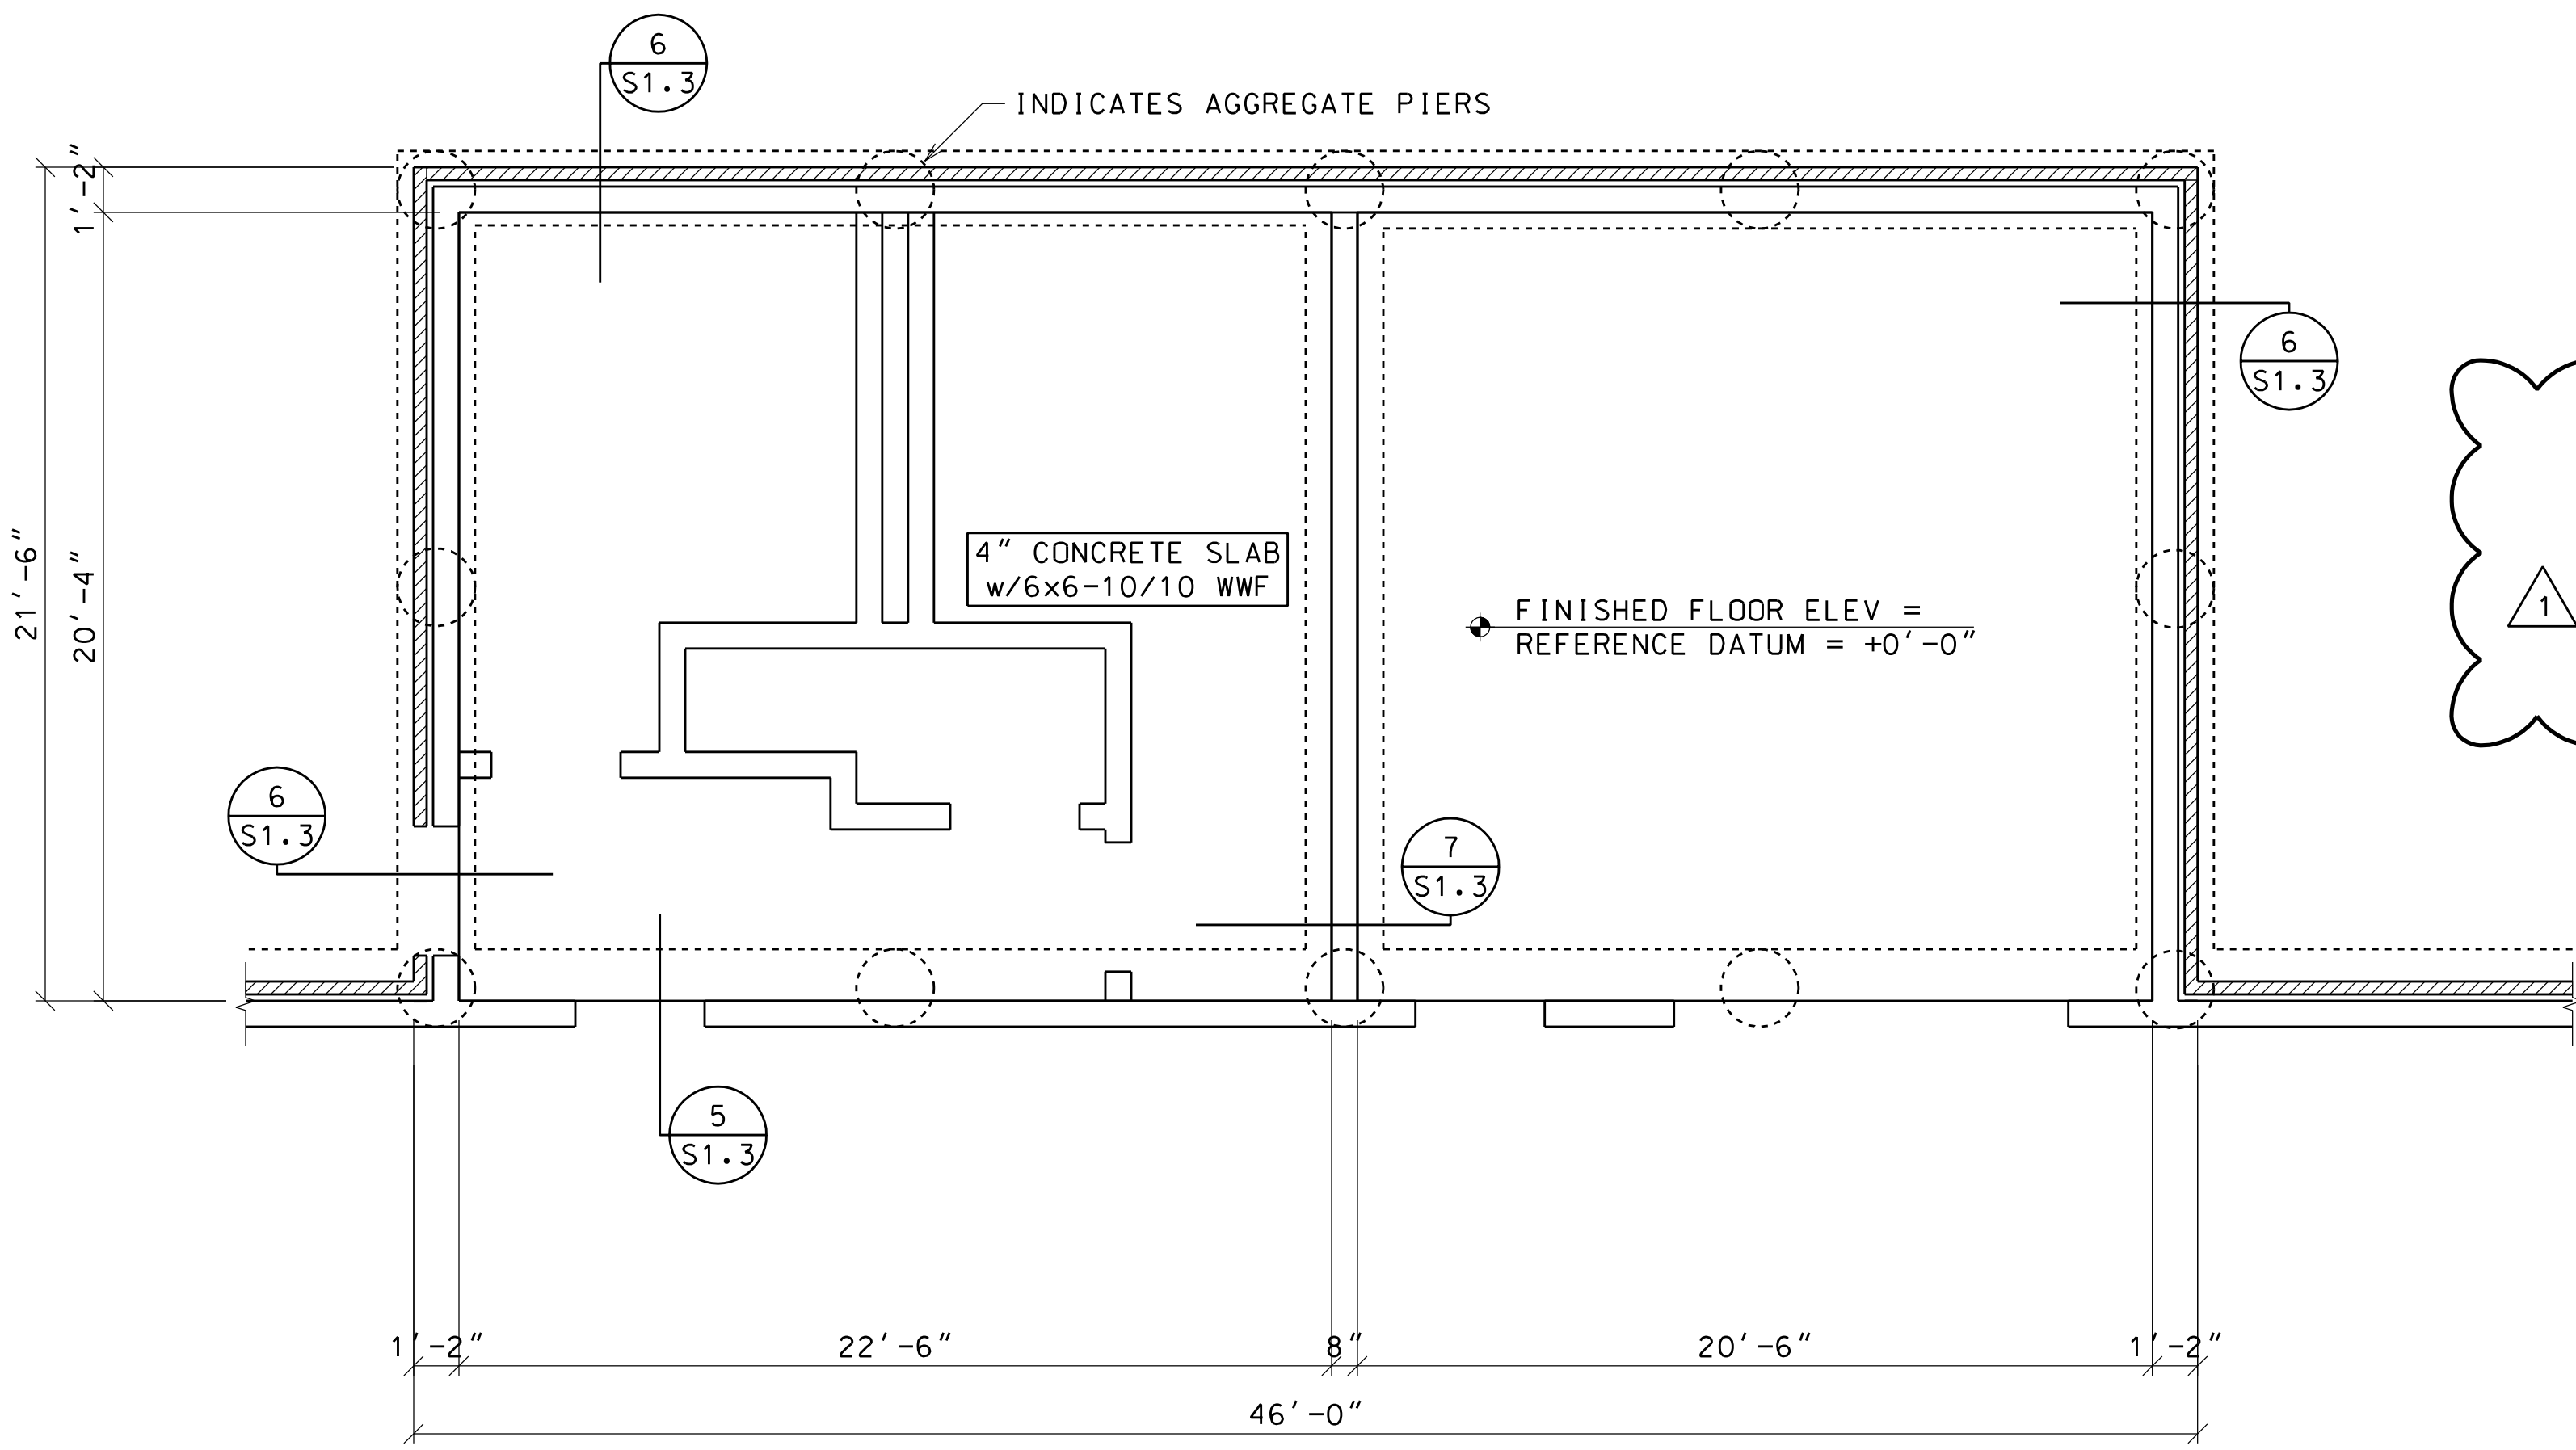 6
S1.3
INDICATES AGGREGATE PIERS
1'-2"
21'-6"
20'-4"
6
S1.3
4" CONCRETE SLAB
w/6x6-10/10 WWF
FINISHED FLOOR ELEV =
REFERENCE DATUM = +0'-0"
1
6
S1.3
7
S1.3
5
S1.3
1'-2"
22'-6"
8"
20'-6"
1'-2"
46'-0"